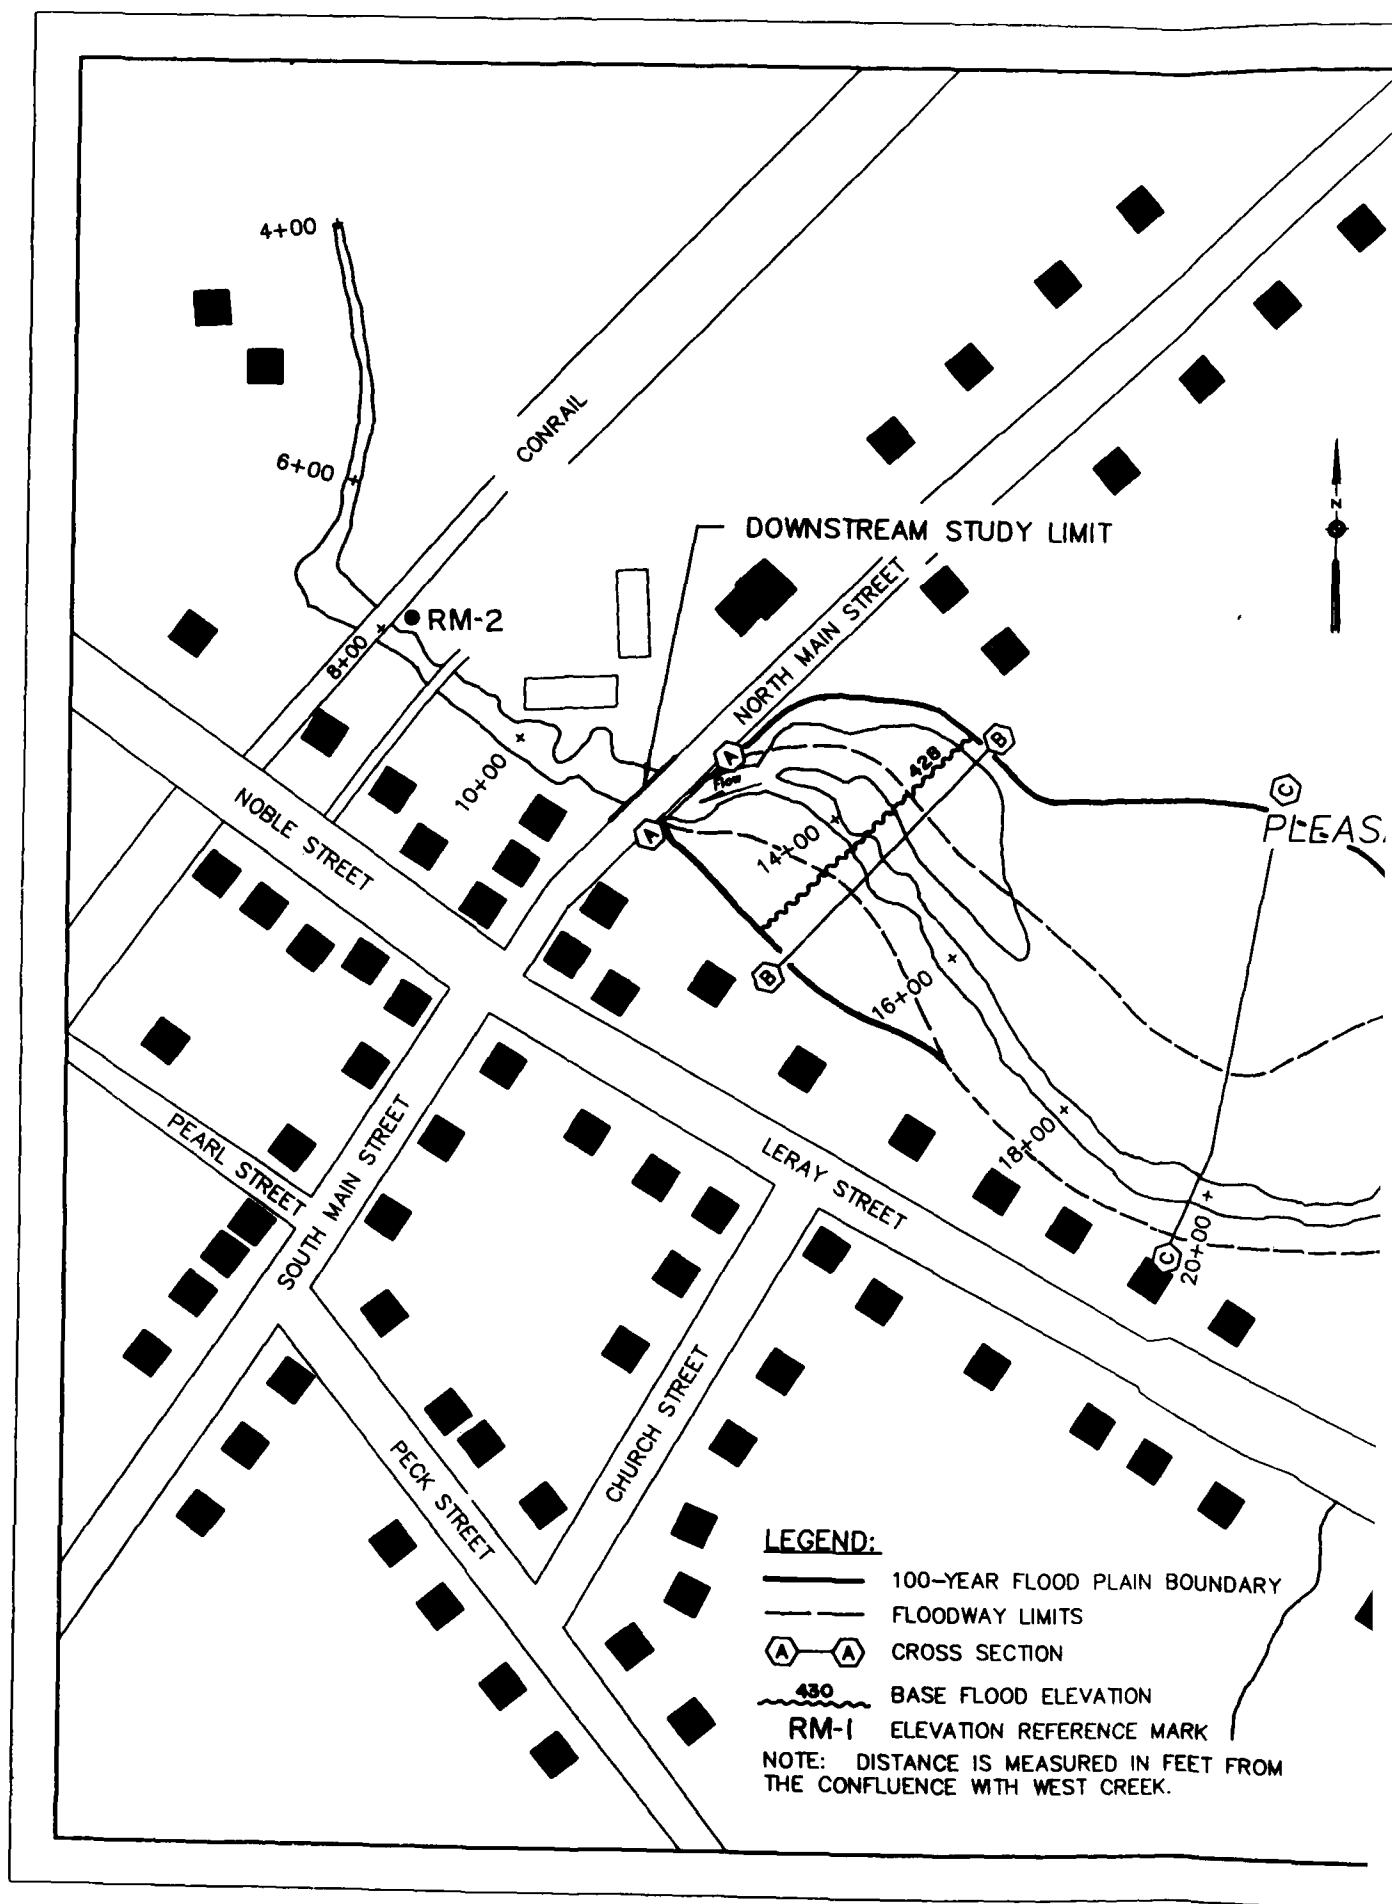 4+00
6+00
CONRAIL
N
DOWNSTREAM STUDY LIMIT
RM-2
8+00
NORTH MAIN STREET
10+00
A
A
Flow
428
B
C
PLEAS
14+00
NOBLE STREET
B
16+00
18+00
PEARL STREET
SOUTH MAIN STREET
LERAY STREET
C
20+00
CHURCH STREET
PECK STREET
LEGEND:
100-YEAR FLOOD PLAIN BOUNDARY
FLOODWAY LIMITS
A A CROSS SECTION
430 BASE FLOOD ELEVATION
RM-1 ELEVATION REFERENCE MARK
NOTE: DISTANCE IS MEASURED IN FEET FROM
THE CONFLUENCE WITH WEST CREEK.